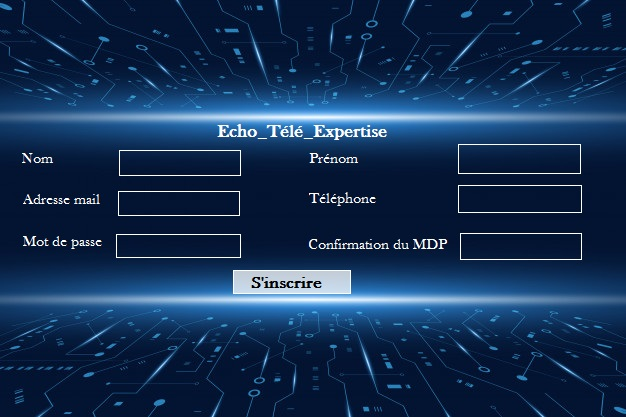 Echo_Télé_Expertise
Nom
Prénom
Adresse mail
Téléphone
Mot de passe
Confirmation du MDP
S'inscrire